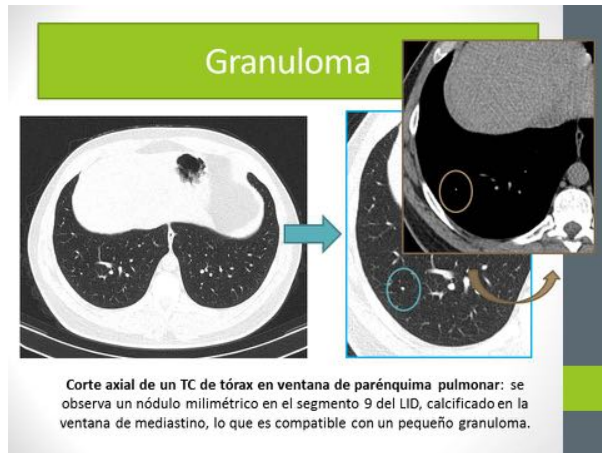 Granuloma
Corte axial de un TC de tórax en ventana de parénquima pulmonar: se
observa un nódulo milimétrico en el segmento 9 del LID, calcificado en la
ventana de mediastino, lo que es compatible con un pequeño granuloma.